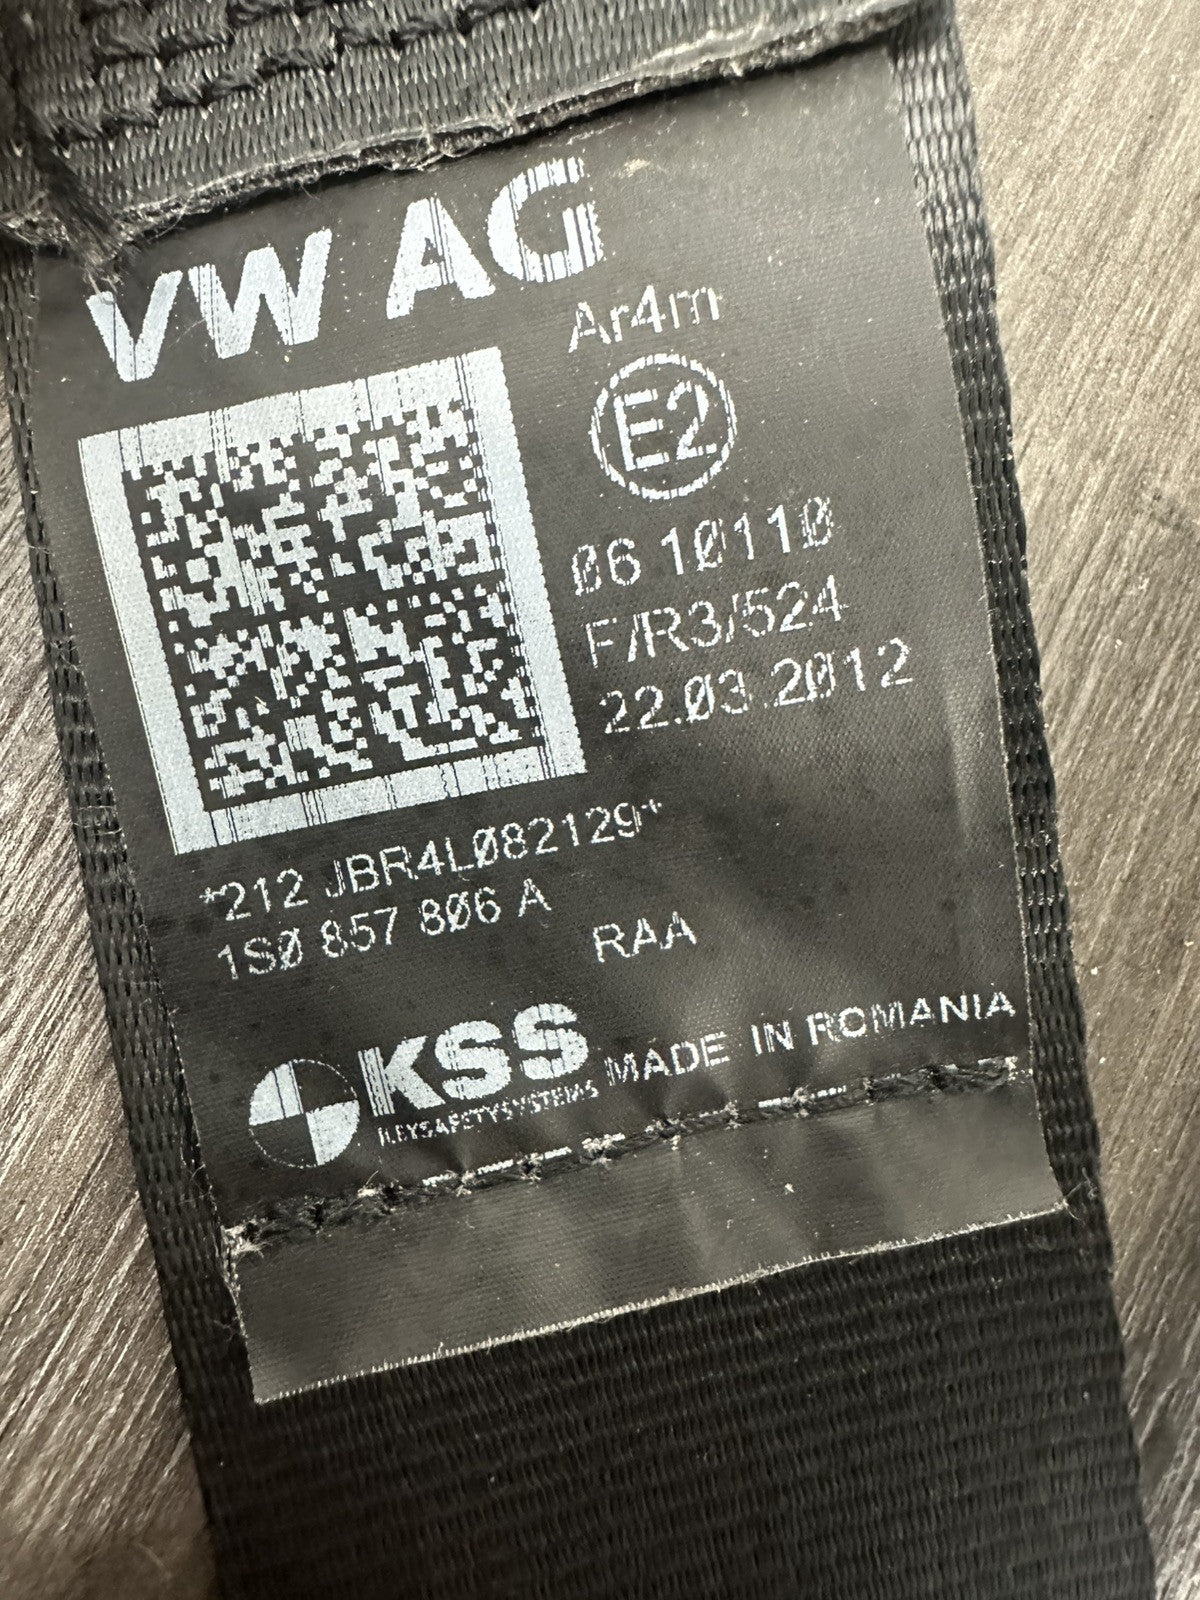 VW AG
Ar4m
E2
06 10110
F/R3/524
22.03.2012
*212 JBR4L082129*
1S0 857 806 A
RAA
KSS
KEYSAFETYSYSTEMS
MADE IN ROMANIA